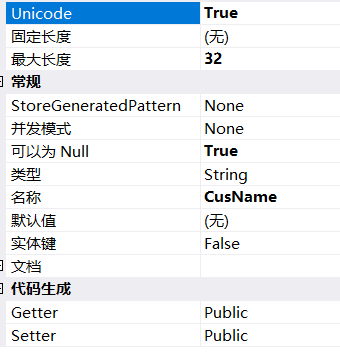 Unicode True
固定长度 (无)
最大长度 32
常规
StoreGeneratedPattern None
并发模式 None
可以为 Null True
类型 String
名称 CusName
默认值 (无)
实体键 False
文档
代码生成
Getter Public
Setter Public